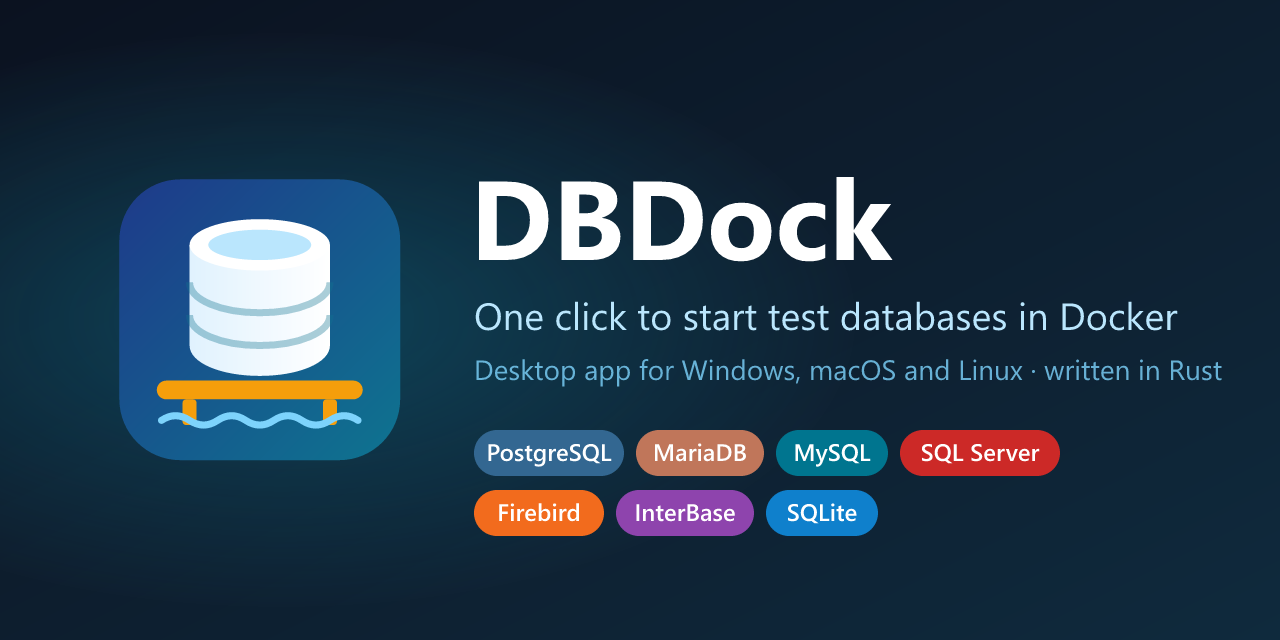 DBDock
One click to start test databases in Docker
Desktop app for Windows, macOS and Linux · written in Rust
PostgreSQL MariaDB MySQL SQL Server
Firebird InterBase SQLite